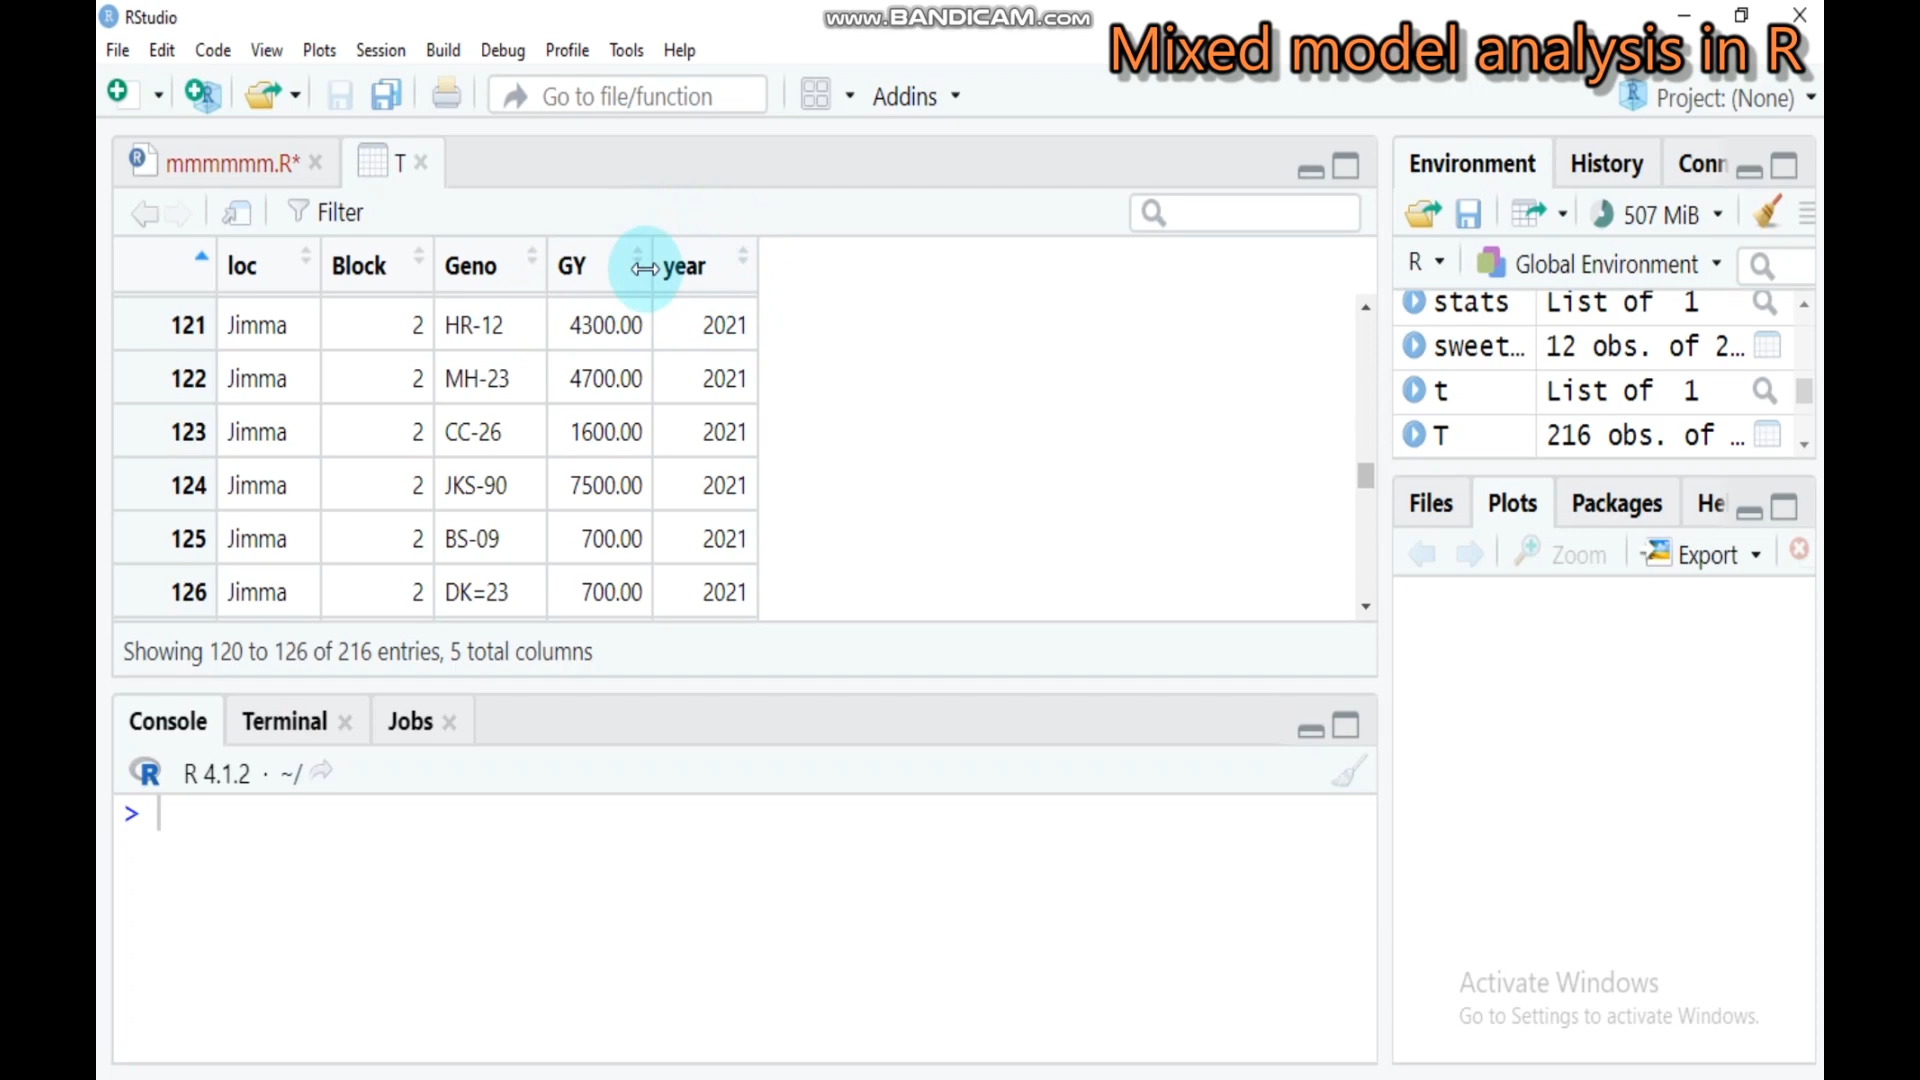 RStudio
www.BANDICAM.com
File Edit Code View Plots Session Build Debug Profile Tools Help
Mixed model analysis in R
Go to file/function
Addins
Project: (None)
mmmmmm.R*
T
Filter
loc Block Geno GY year
121 Jimma 2 HR-12 4300.00 2021
122 Jimma 2 MH-23 4700.00 2021
123 Jimma 2 CC-26 1600.00 2021
124 Jimma 2 JKS-90 7500.00 2021
125 Jimma 2 BS-09 700.00 2021
126 Jimma 2 DK=23 700.00 2021
Showing 120 to 126 of 216 entries, 5 total columns
Console Terminal Jobs
R 4.1.2 · ~/
>
Environment History Conn
507 MiB
R Global Environment
stats List of 1
sweet… 12 obs. of 2…
t List of 1
T 216 obs. of …
Files Plots Packages Hel
Zoom Export
Activate Windows
Go to Settings to activate Windows.